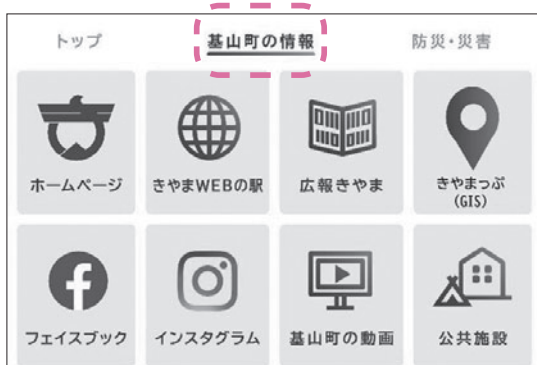 トップ 基山町の情報 防災・災害
ホームページ きやまWEBの駅 広報きやま きやまっぷ
(GIS)
フェイスブック インスタグラム 基山町の動画 公共施設